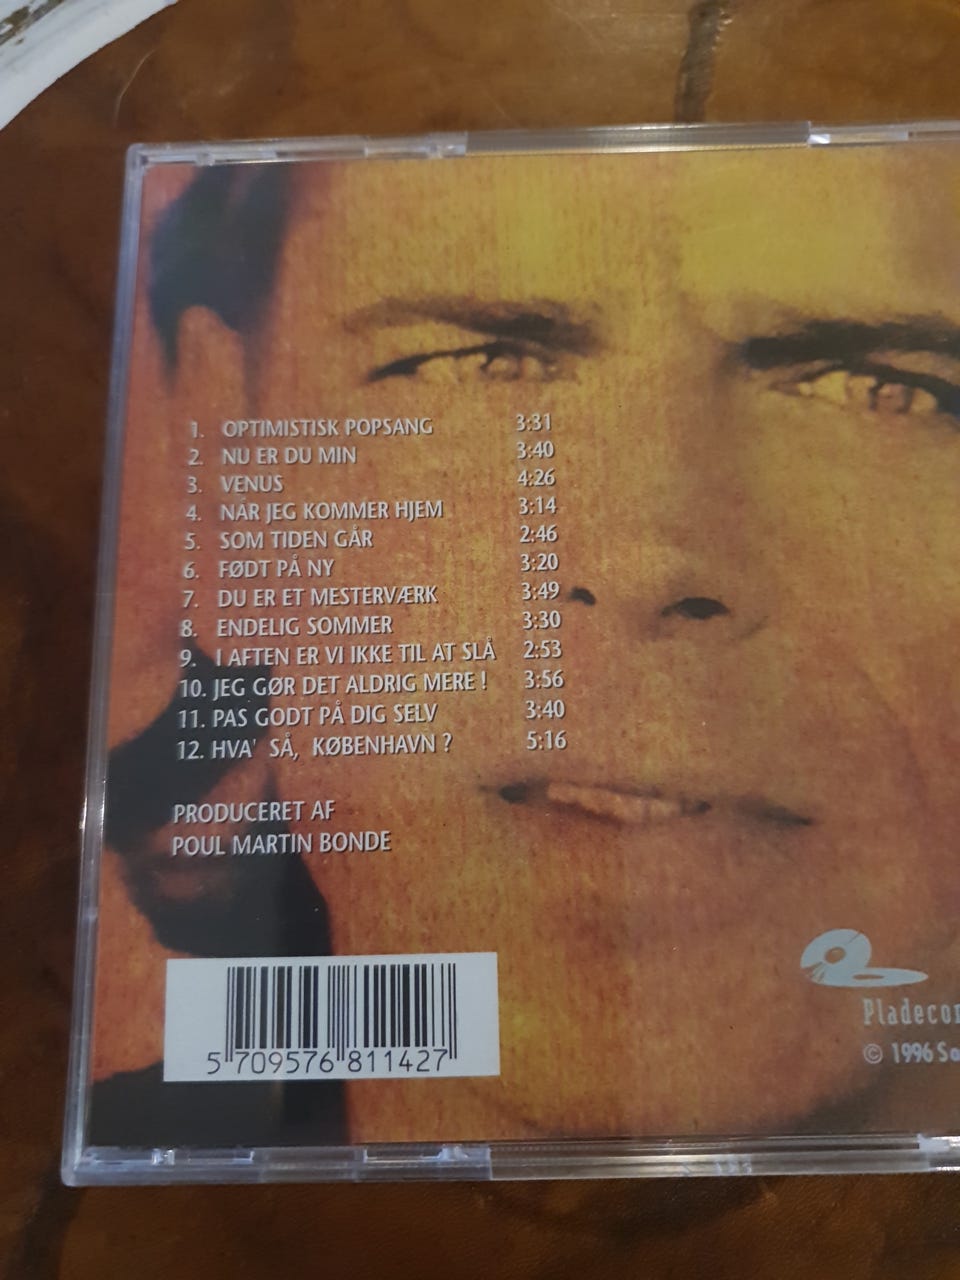 1. OPTIMISTISK POPSANG 3:31
2. NU ER DU MIN 3:40
3. VENUS 4:26
4. NÅR JEG KOMMER HJEM 3:14
5. SOM TIDEN GÅR 2:46
6. FØDT PÅ NY 3:20
7. DU ER ET MESTERVÆRK 3:49
8. ENDELIG SOMMER 3:30
9. I AFTEN ER VI IKKE TIL AT SLÅ 2:53
10. JEG GØR DET ALDRIG MERE ! 3:56
11. PAS GODT PÅ DIG SELV 3:40
12. HVA' SÅ, KØBENHAVN ? 5:16
PRODUCERET AF
POUL MARTIN BONDE
5 709576 811427
Pladecor
© 1996 So